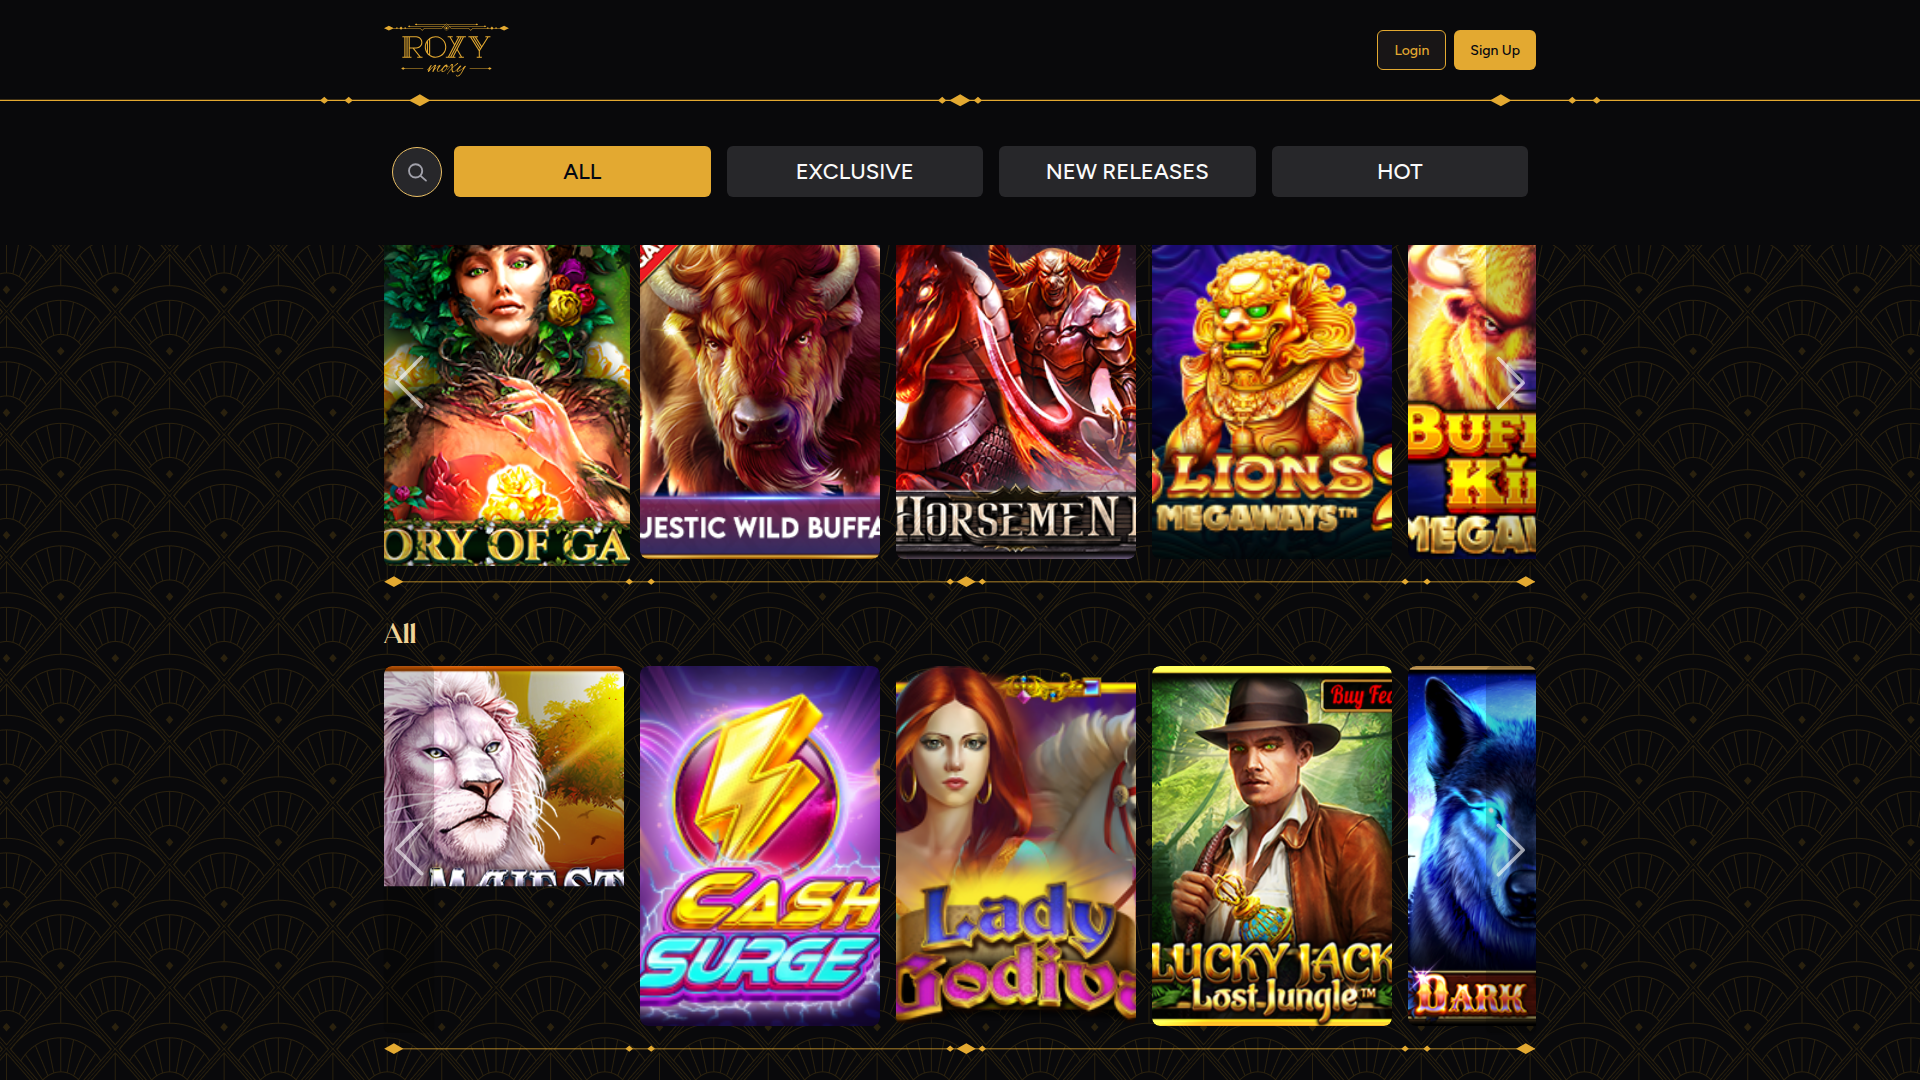 ROXY
moxy
Login
Sign Up
ALL
EXCLUSIVE
NEW RELEASES
HOT
ORY OF GA
JESTIC WILD BUFFA
HORSEMEN
LIONS 2
MEGAWAYS™
BUFF
KI
MEGAWA
All
MAJEST
CASH
SURGE
Lady
Godiva
Buy Fea
LUCKY JACK
Lost Jungle™
DARK